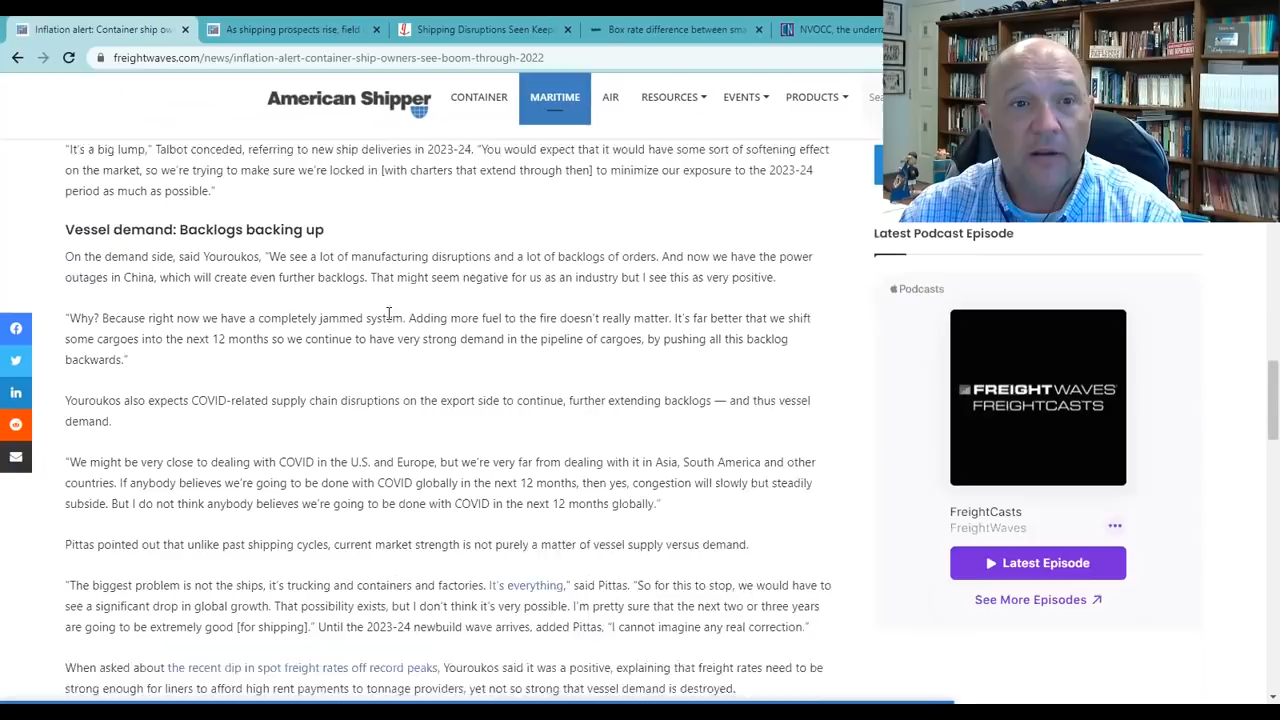 Inflation alert: Container ship ow
As shipping prospects rise, field
Shipping Disruptions Seen Keep
Box rate difference between sma
NVOCC, the underra
freightwaves.com/news/inflation-alert-container-ship-owners-see-boom-through-2022
American Shipper
CONTAINER MARITIME AIR RESOURCES EVENTS PRODUCTS Sea
"It's a big lump," Talbot conceded, referring to new ship deliveries in 2023-24. "You would expect that it would have some sort of softening effect
on the market, so we're trying to make sure we're locked in [with charters that extend through then] to minimize our exposure to the 2023-24
period as much as possible."
Vessel demand: Backlogs backing up
On the demand side, said Youroukos, "We see a lot of manufacturing disruptions and a lot of backlogs of orders. And now we have the power
outages in China, which will create even further backlogs. That might seem negative for us as an industry but I see this as very positive.
"Why? Because right now we have a completely jammed system. Adding more fuel to the fire doesn't really matter. It's far better that we shift
some cargoes into the next 12 months so we continue to have very strong demand in the pipeline of cargoes, by pushing all this backlog
backwards."
Youroukos also expects COVID-related supply chain disruptions on the export side to continue, further extending backlogs — and thus vessel
demand.
"We might be very close to dealing with COVID in the U.S. and Europe, but we're very far from dealing with it in Asia, South America and other
countries. If anybody believes we're going to be done with COVID globally in the next 12 months, then yes, congestion will slowly but steadily
subside. But I do not think anybody believes we're going to be done with COVID in the next 12 months globally."
Pittas pointed out that unlike past shipping cycles, current market strength is not purely a matter of vessel supply versus demand.
"The biggest problem is not the ships, it's trucking and containers and factories. It's everything," said Pittas. "So for this to stop, we would have to
see a significant drop in global growth. That possibility exists, but I don't think it's very possible. I'm pretty sure that the next two or three years
are going to be extremely good [for shipping]." Until the 2023-24 newbuild wave arrives, added Pittas, "I cannot imagine any real correction."
When asked about the recent dip in spot freight rates off record peaks, Youroukos said it was a positive, explaining that freight rates need to be
strong enough for liners to afford high rent payments to tonnage providers, yet not so strong that vessel demand is destroyed.
Latest Podcast Episode
Podcasts
FREIGHTWAVES
FREIGHTCASTS
FreightCasts
FreightWaves
Latest Episode
See More Episodes